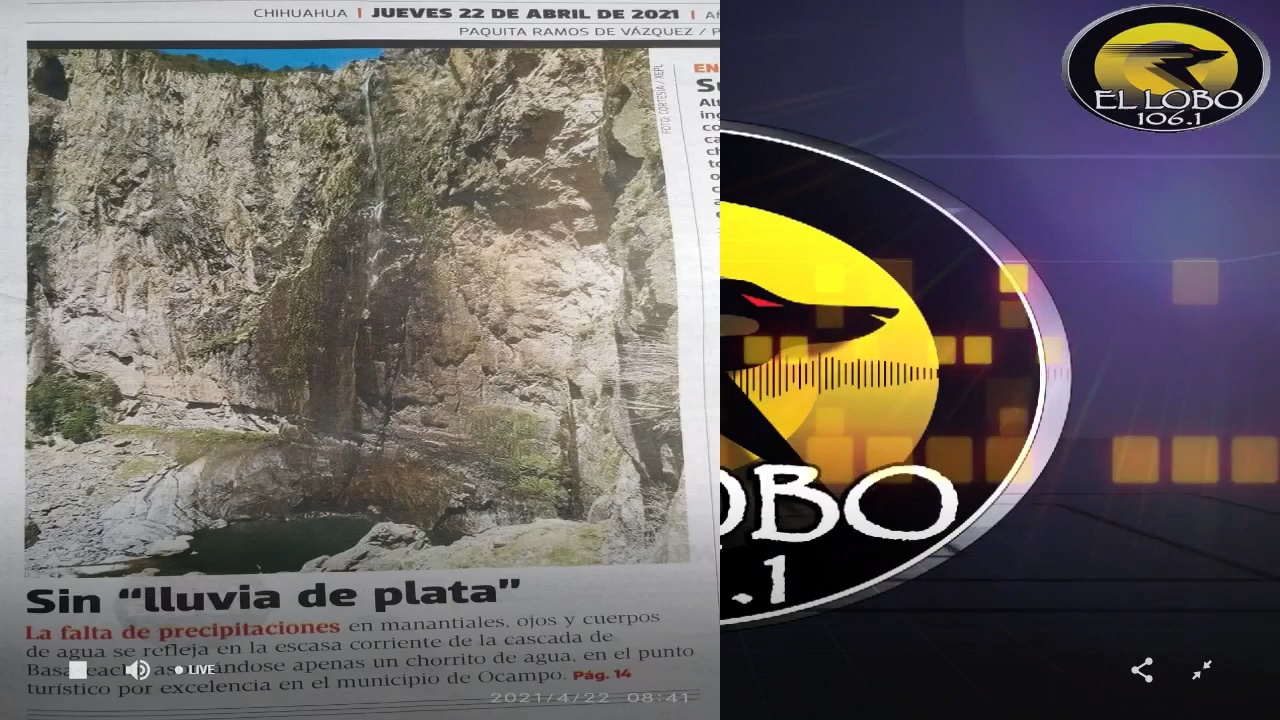 CHIHUAHUA | JUEVES 22 DE ABRIL DE 2021 |
PAQUITA RAMOS DE VÁZQUEZ /
FOTO: CORTESÍA / XEPL
Sin “lluvia de plata”
La falta de precipitaciones en manantiales, ojos y cuerpos
de agua se refleja en la escasa corriente de la cascada de
apenas un chorrito de agua, en el punto
turístico por excelencia en el municipio de Ocampo. Pág. 14
2021/4/22 08:41
LIVE
EL LOBO
106.1
OBO
.1